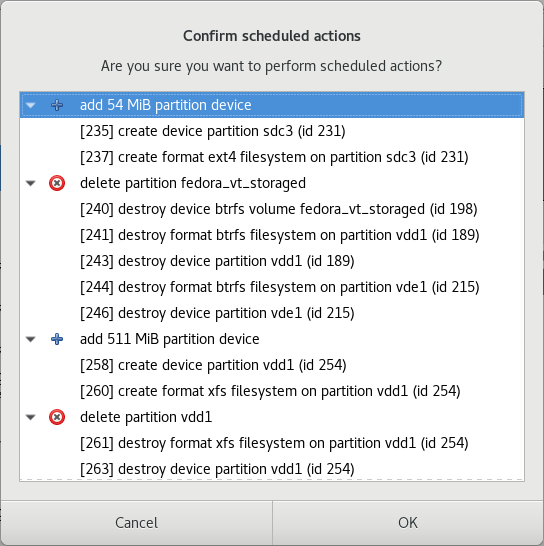 Confirm scheduled actions
Are you sure you want to perform scheduled actions?
add 54 MiB partition device
[235] create device partition sdc3 (id 231)
[237] create format ext4 filesystem on partition sdc3 (id 231)
delete partition fedora_vt_storaged
[240] destroy device btrfs volume fedora_vt_storaged (id 198)
[241] destroy format btrfs filesystem on partition vdd1 (id 189)
[243] destroy device partition vdd1 (id 189)
[244] destroy format btrfs filesystem on partition vde1 (id 215)
[246] destroy device partition vde1 (id 215)
add 511 MiB partition device
[258] create device partition vdd1 (id 254)
[260] create format xfs filesystem on partition vdd1 (id 254)
delete partition vdd1
[261] destroy format xfs filesystem on partition vdd1 (id 254)
[263] destroy device partition vdd1 (id 254)
Cancel
OK